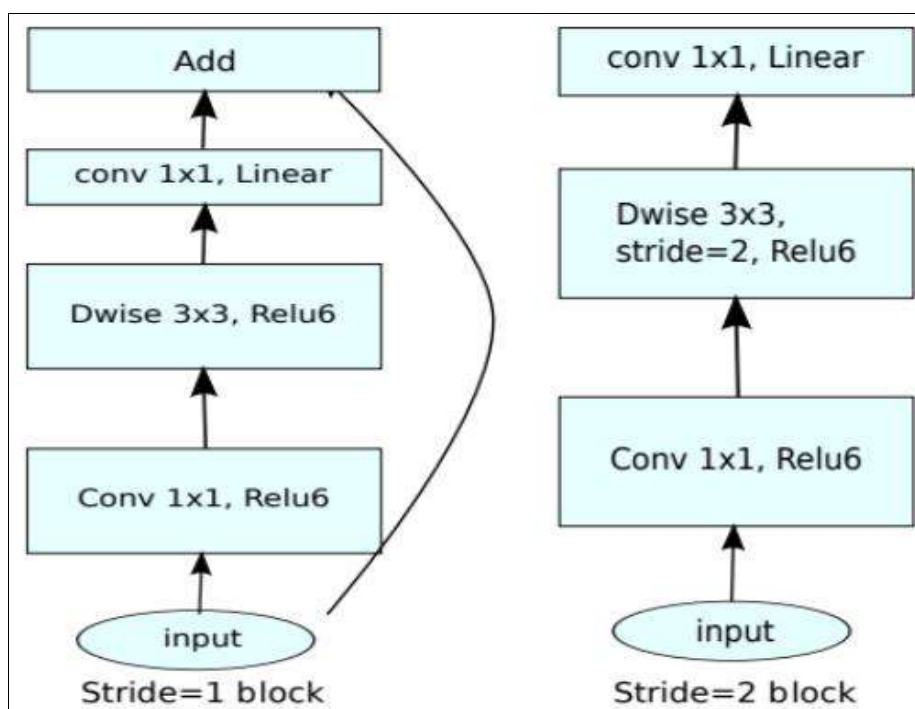 Add
conv 1x1, Linear
Dwise 3x3, Relu6
Conv 1x1, Relu6
input
Stride=1 block
conv 1x1, Linear
Dwise 3x3,
stride=2, Relu6
Conv 1x1, Relu6
input
Stride=2 block